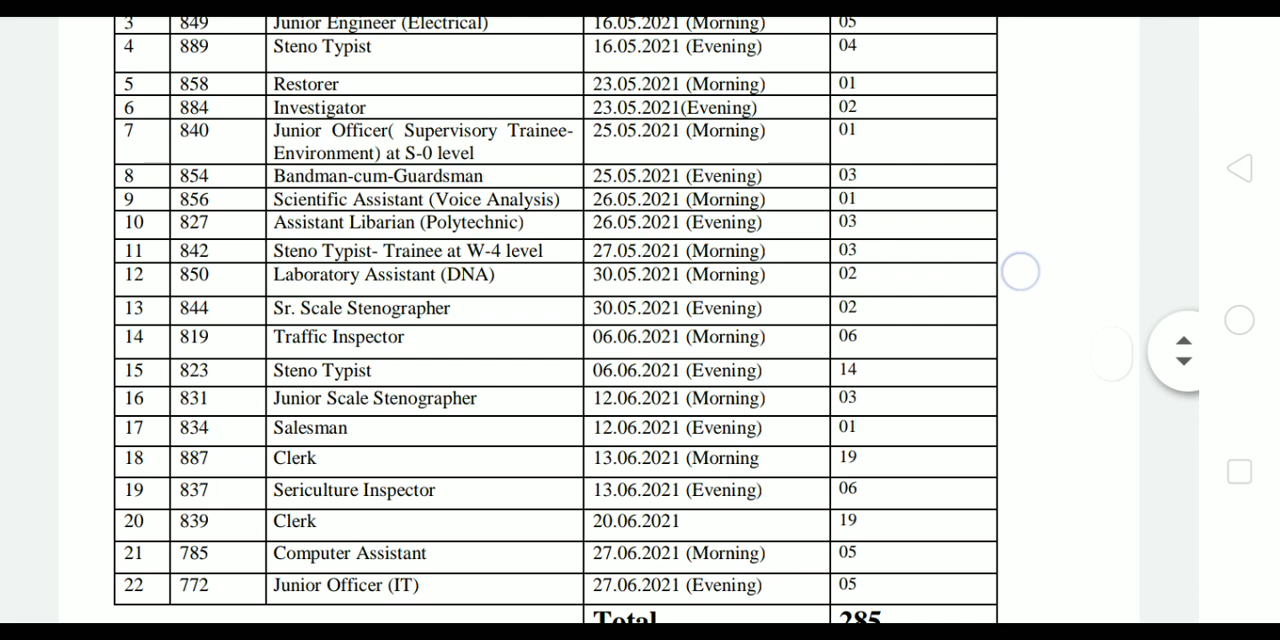 3 849 Junior Engineer (Electrical) 16.05.2021 (Morning) 05
4 889 Steno Typist 16.05.2021 (Evening) 04
5 858 Restorer 23.05.2021 (Morning) 01
6 884 Investigator 23.05.2021(Evening) 02
7 840 Junior Officer( Supervisory Trainee- 25.05.2021 (Morning) 01
Environment) at S-0 level
8 854 Bandman-cum-Guardsman 25.05.2021 (Evening) 03
9 856 Scientific Assistant (Voice Analysis) 26.05.2021 (Morning) 01
10 827 Assistant Libarian (Polytechnic) 26.05.2021 (Evening) 03
11 842 Steno Typist- Trainee at W-4 level 27.05.2021 (Morning) 03
12 850 Laboratory Assistant (DNA) 30.05.2021 (Morning) 02
13 844 Sr. Scale Stenographer 30.05.2021 (Evening) 02
14 819 Traffic Inspector 06.06.2021 (Morning) 06
15 823 Steno Typist 06.06.2021 (Evening) 14
16 831 Junior Scale Stenographer 12.06.2021 (Morning) 03
17 834 Salesman 12.06.2021 (Evening) 01
18 887 Clerk 13.06.2021 (Morning 19
19 837 Sericulture Inspector 13.06.2021 (Evening) 06
20 839 Clerk 20.06.2021 19
21 785 Computer Assistant 27.06.2021 (Morning) 05
22 772 Junior Officer (IT) 27.06.2021 (Evening) 05
Total 285